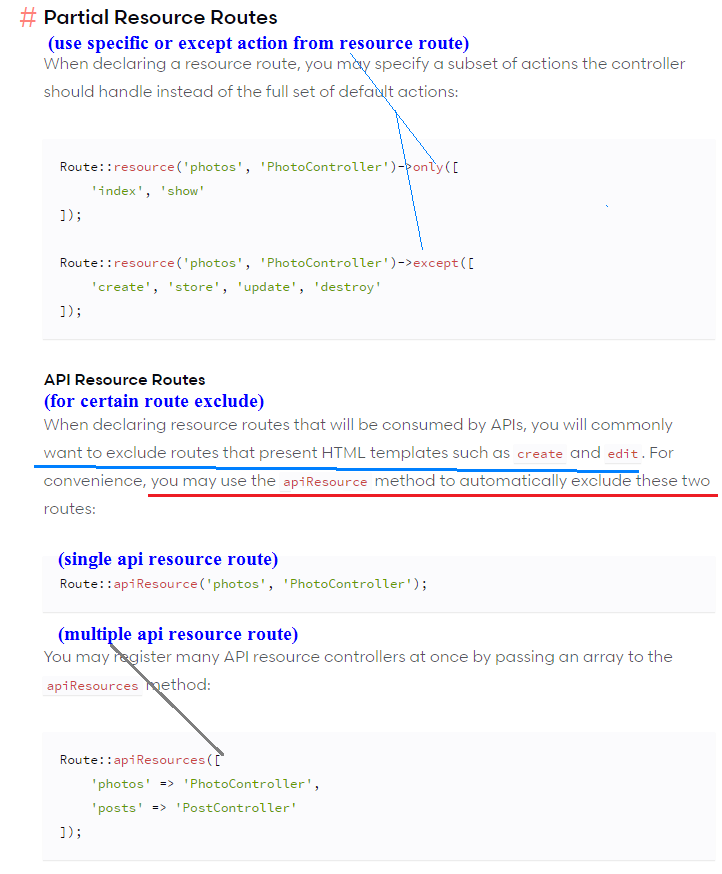 # Partial Resource Routes
(use specific or except action from resource route)
When declaring a resource route, you may specify a subset of actions the controller
should handle instead of the full set of default actions:
Route::resource('photos', 'PhotoController')->only([
    'index', 'show'
]);
Route::resource('photos', 'PhotoController')->except([
    'create', 'store', 'update', 'destroy'
]);
API Resource Routes
(for certain route exclude)
When declaring resource routes that will be consumed by APIs, you will commonly
want to exclude routes that present HTML templates such as create and edit. For
convenience, you may use the apiResource method to automatically exclude these two
routes:
(single api resource route)
Route::apiResource('photos', 'PhotoController');
(multiple api resource route)
You may register many API resource controllers at once by passing an array to the
apiResources method:
Route::apiResources([
    'photos' => 'PhotoController',
    'posts' => 'PostController'
]);